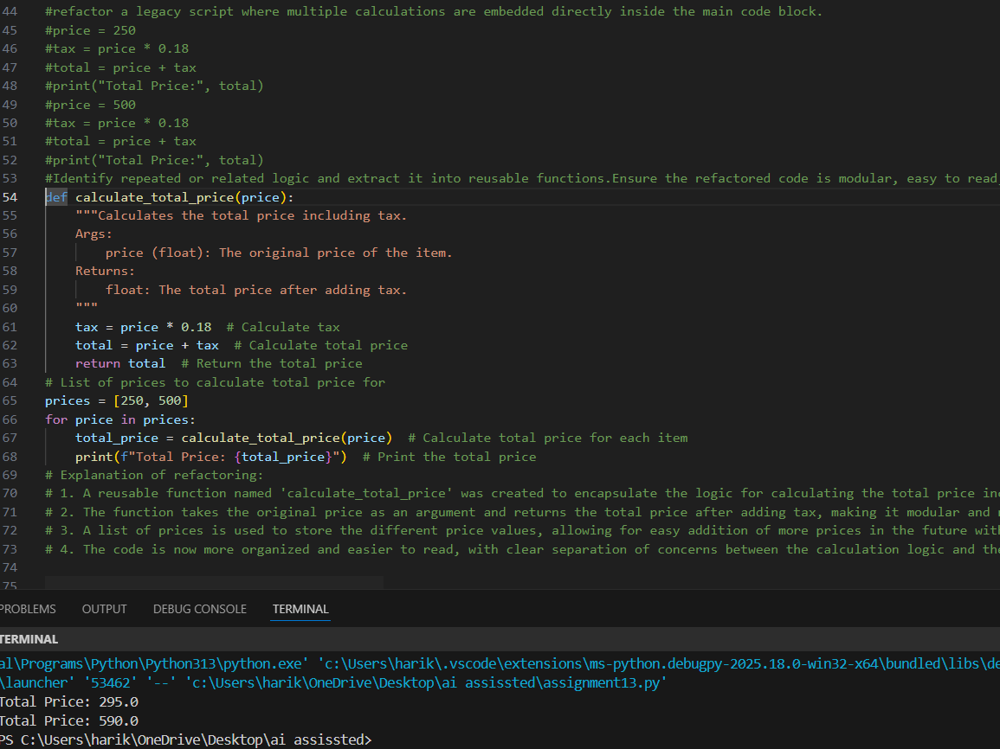 44 #refactor a legacy script where multiple calculations are embedded directly inside the main code block.
45 #price = 250
46 #tax = price * 0.18
47 #total = price + tax
48 #print("Total Price:", total)
49 #price = 500
50 #tax = price * 0.18
51 #total = price + tax
52 #print("Total Price:", total)
53 #Identify repeated or related logic and extract it into reusable functions.Ensure the refactored code is modular, easy to read,
54 def calculate_total_price(price):
55 """Calculates the total price including tax.
56 Args:
57 price (float): The original price of the item.
58 Returns:
59 float: The total price after adding tax.
60 """
61 tax = price * 0.18  # Calculate tax
62 total = price + tax  # Calculate total price
63 return total  # Return the total price
64 # List of prices to calculate total price for
65 prices = [250, 500]
66 for price in prices:
67 total_price = calculate_total_price(price)  # Calculate total price for each item
68 print(f"Total Price: {total_price}")  # Print the total price
69 # Explanation of refactoring:
70 # 1. A reusable function named 'calculate_total_price' was created to encapsulate the logic for calculating the total price in
71 # 2. The function takes the original price as an argument and returns the total price after adding tax, making it modular and
72 # 3. A list of prices is used to store the different price values, allowing for easy addition of more prices in the future wit
73 # 4. The code is now more organized and easier to read, with clear separation of concerns between the calculation logic and the
74
75
PROBLEMS OUTPUT DEBUG CONSOLE TERMINAL
TERMINAL
al\Programs\Python\Python313\python.exe' 'c:\Users\harik\.vscode\extensions\ms-python.debugpy-2025.18.0-win32-x64\bundled\libs\de
\launcher' '53462' '--' 'c:\Users\harik\OneDrive\Desktop\ai assissted\assignment13.py'
Total Price: 295.0
Total Price: 590.0
PS C:\Users\harik\OneDrive\Desktop\ai assissted>